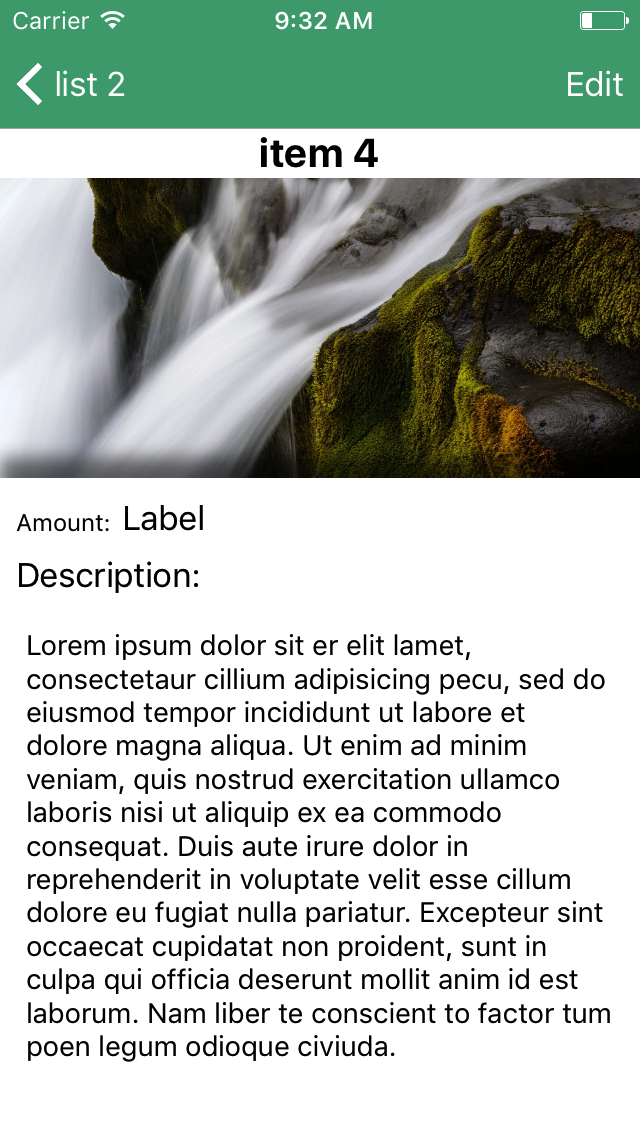 Carrier 9:32 AM
list 2 Edit
item 4
Amount: Label
Description:
Lorem ipsum dolor sit er elit lamet,
consectetaur cillium adipisicing pecu, sed do
eiusmod tempor incididunt ut labore et
dolore magna aliqua. Ut enim ad minim
veniam, quis nostrud exercitation ullamco
laboris nisi ut aliquip ex ea commodo
consequat. Duis aute irure dolor in
reprehenderit in voluptate velit esse cillum
dolore eu fugiat nulla pariatur. Excepteur sint
occaecat cupidatat non proident, sunt in
culpa qui officia deserunt mollit anim id est
laborum. Nam liber te conscient to factor tum
poen legum odioque civiuda.